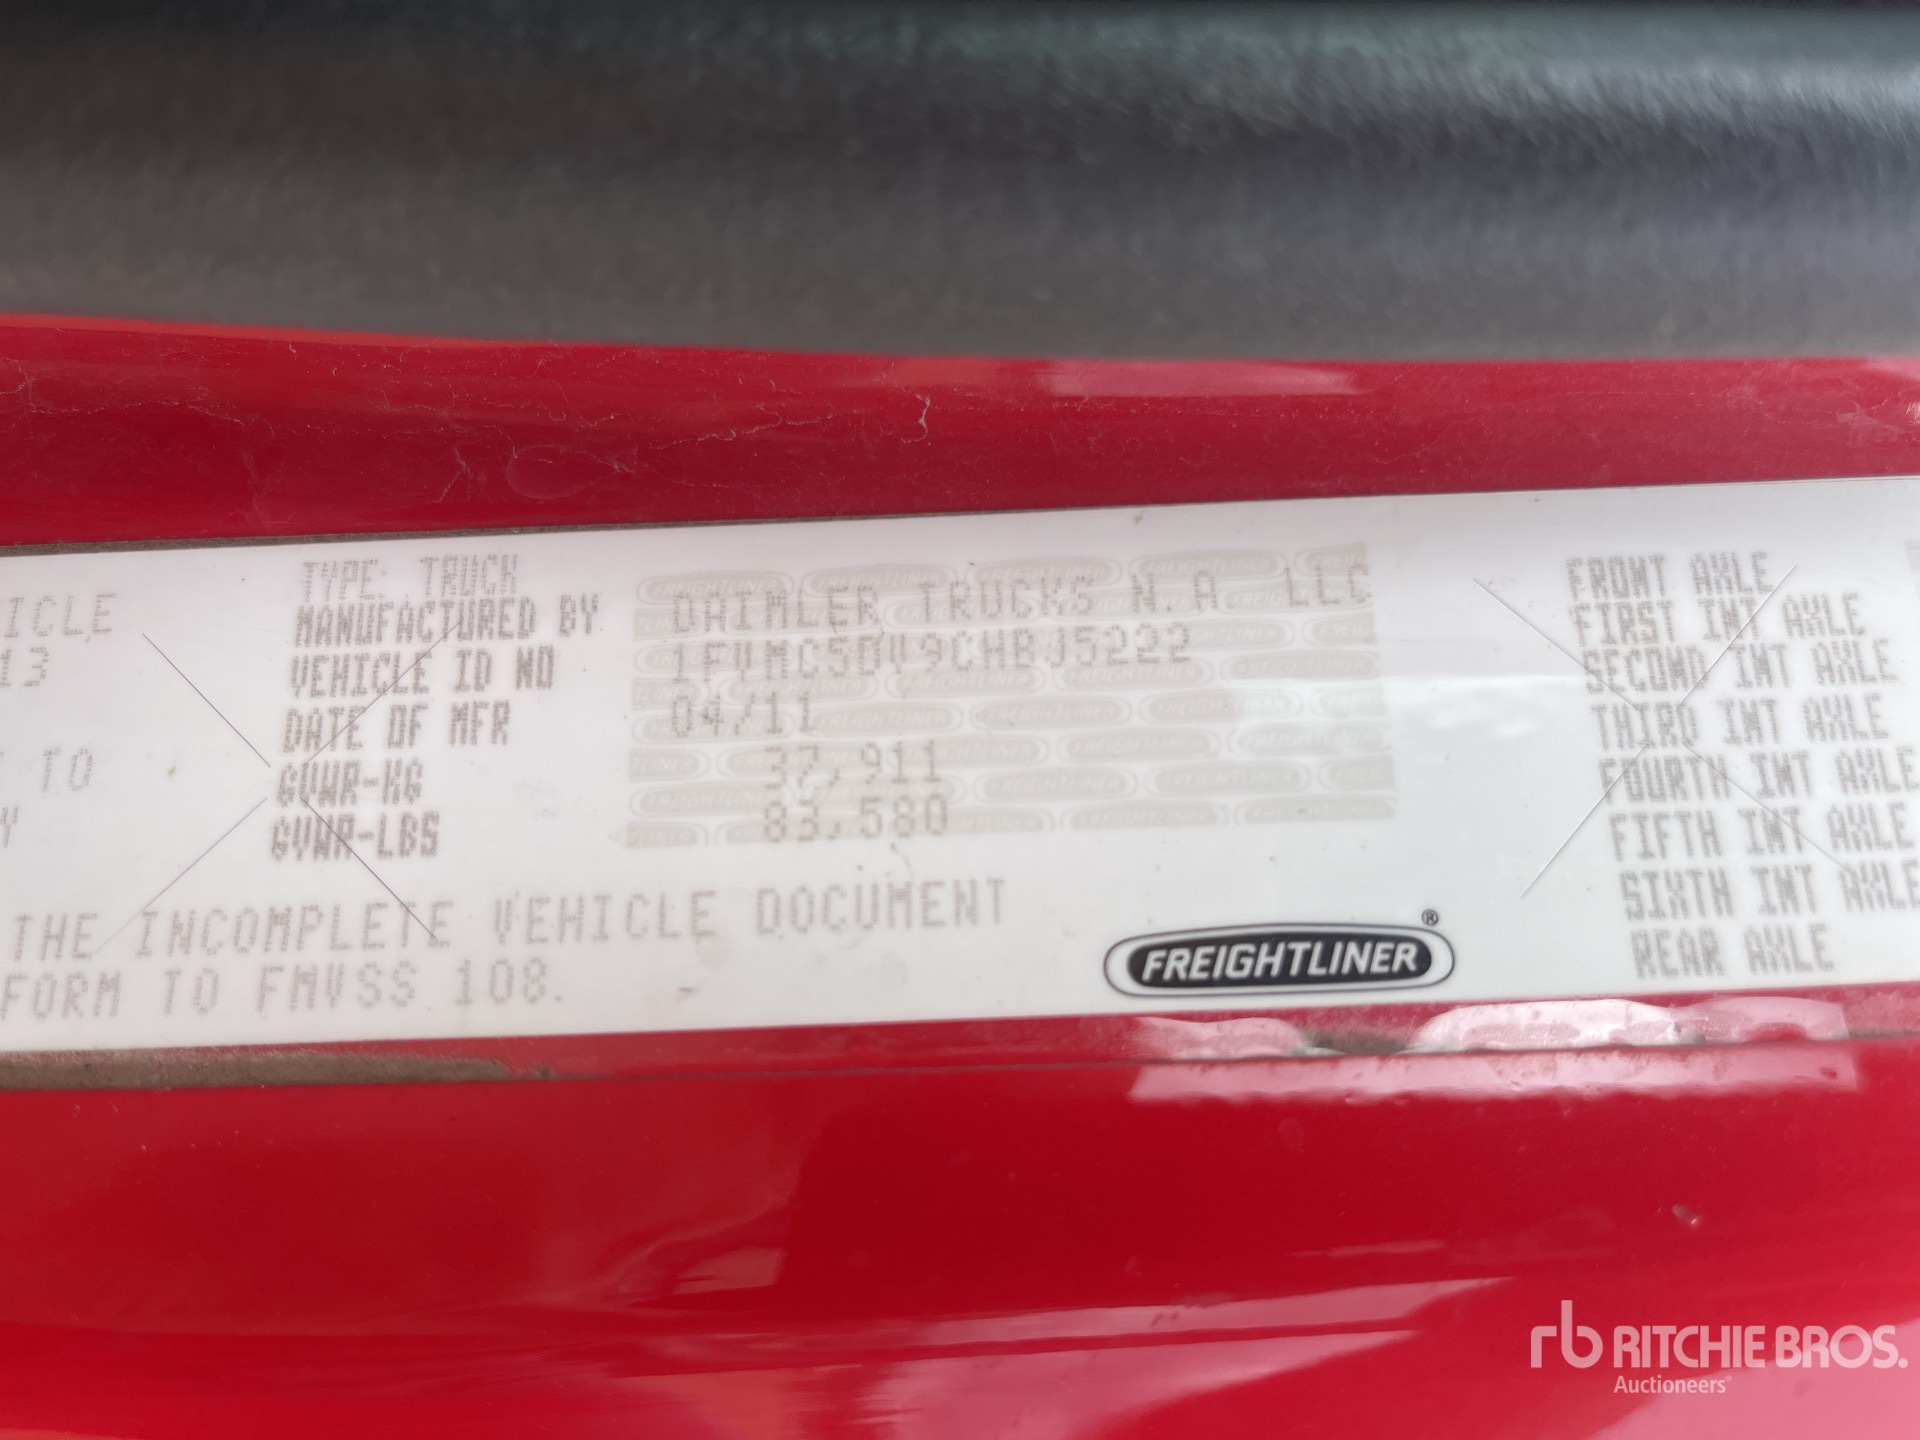 TYPE: TRUCK
MANUFACTURED BY DAIMLER TRUCKS N.A. LLC
VEHICLE ID NO 1FVMC5DV9CHBJ5222
DATE OF MFR 04/11
GVWR-KG 37,911
GVWR-LBS 83,580
ICLE
13
TO
Y
THE INCOMPLETE VEHICLE DOCUMENT
FORM TO FMVSS 108.
FREIGHTLINER®
FRONT AXLE
FIRST INT AXLE
SECOND INT AXLE
THIRD INT AXLE
FOURTH INT AXLE
FIFTH INT AXLE
SIXTH INT AXLE
REAR AXLE
rb RITCHIE BROS.
Auctioneers